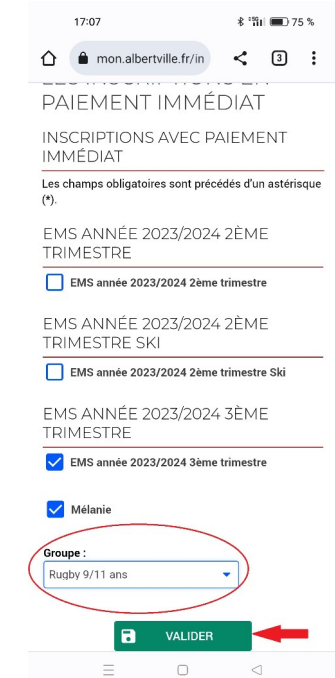 17:07
75 %
mon.albertville.fr/in
3
LES INSCRIPTIONS EN
PAIEMENT IMMÉDIAT
INSCRIPTIONS AVEC PAIEMENT
IMMÉDIAT
Les champs obligatoires sont précédés d'un astérisque
(*).
EMS ANNÉE 2023/2024 2ÈME
TRIMESTRE
EMS année 2023/2024 2ème trimestre
EMS ANNÉE 2023/2024 2ÈME
TRIMESTRE SKI
EMS année 2023/2024 2ème trimestre Ski
EMS ANNÉE 2023/2024 3ÈME
TRIMESTRE
EMS année 2023/2024 3ème trimestre
Mélanie
Groupe :
Rugby 9/11 ans
VALIDER